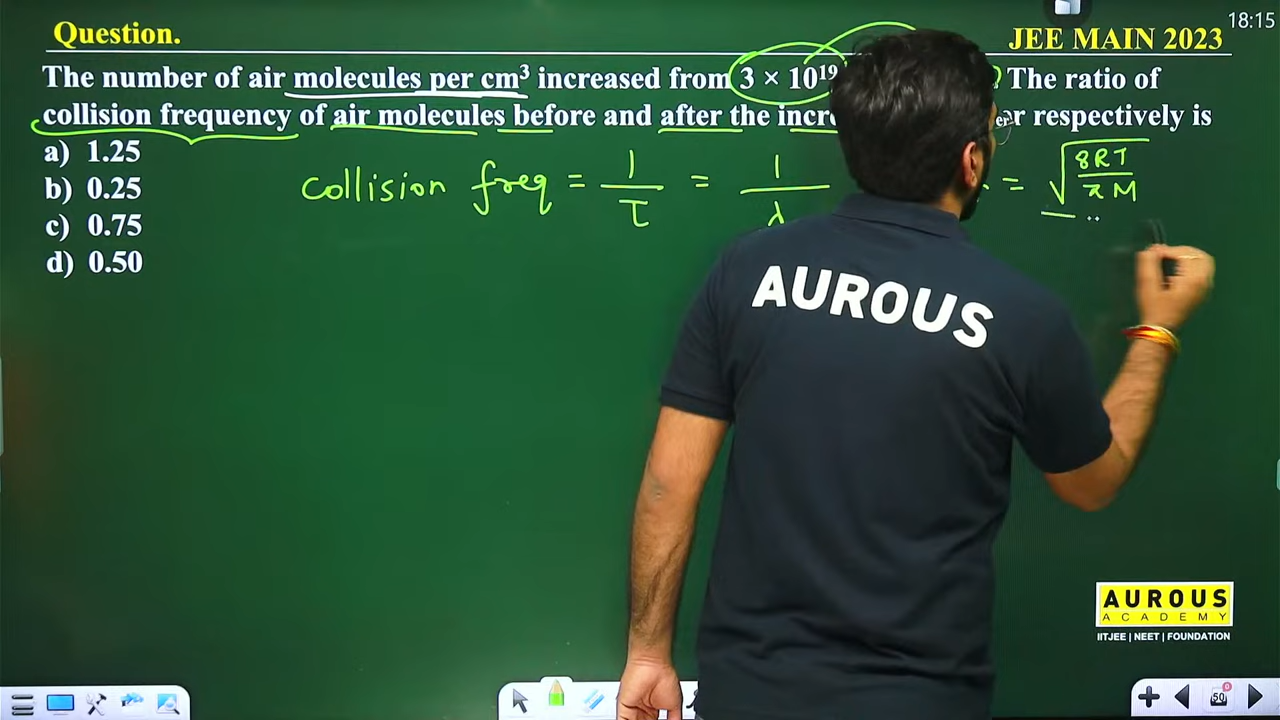 18:15
Question.
JEE MAIN 2023
The number of air molecules per cm³ increased from 3 × 10¹⁹ The ratio of
collision frequency of air molecules before and after the respectively is
a) 1.25
b) 0.25
c) 0.75
d) 0.50
collision freq = 1/τ = 1/λ = √(8RT/πM)
AUROUS
AUROUS
ACADEMY
IITJEE | NEET | FOUNDATION
50